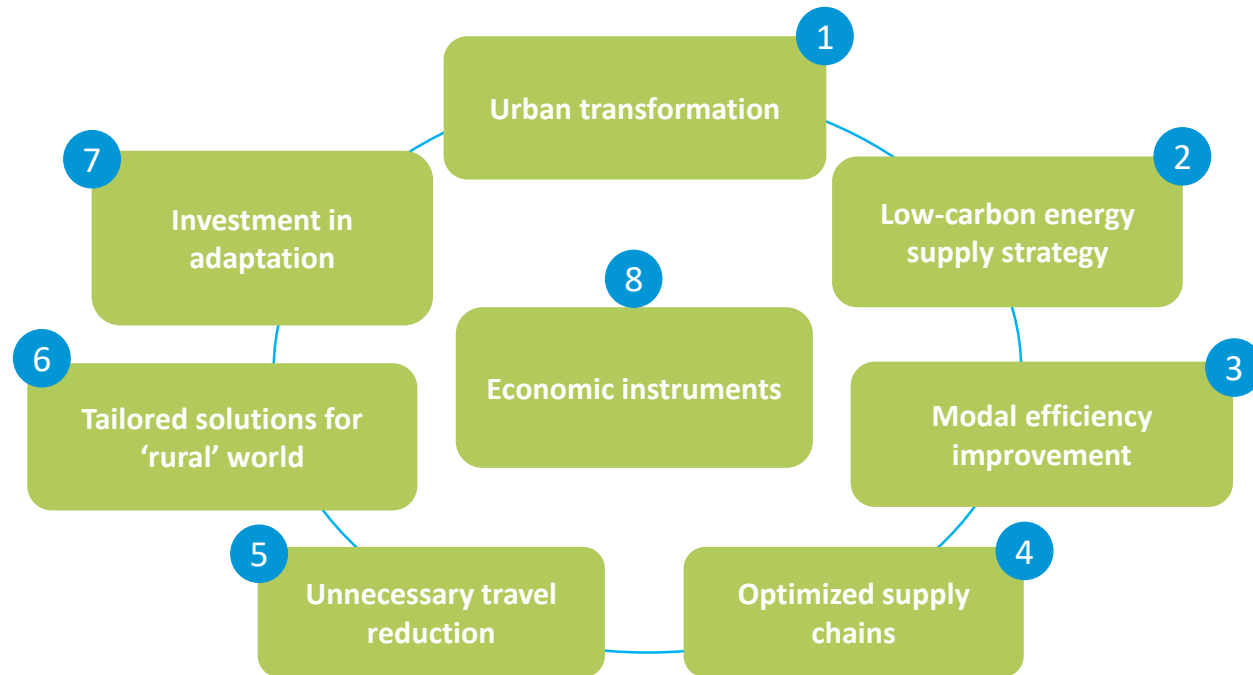 1
Urban transformation
2
Low-carbon energy
supply strategy
3
Modal efficiency
improvement
4
Optimized supply
chains
5
Unnecessary travel
reduction
6
Tailored solutions for
‘rural’ world
7
Investment in
adaptation
8
Economic instruments